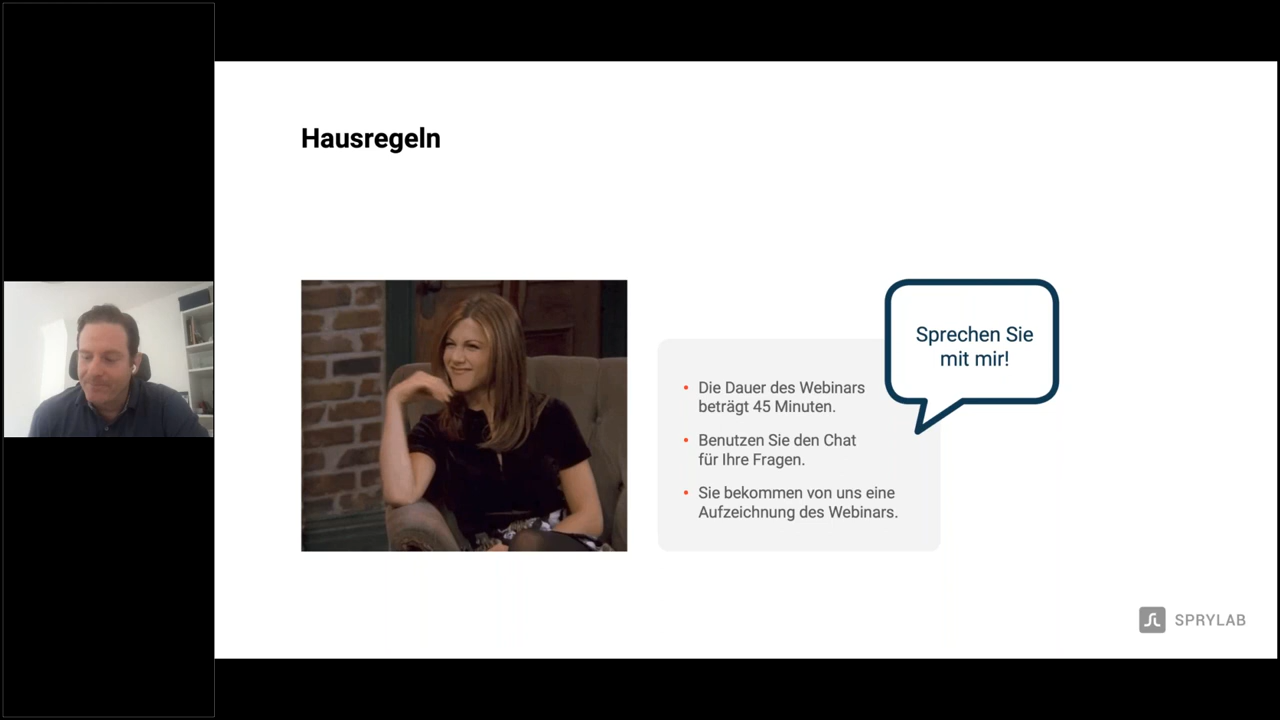 Hausregeln
Sprechen Sie
mit mir!
• Die Dauer des Webinars
beträgt 45 Minuten.
• Benutzen Sie den Chat
für Ihre Fragen.
• Sie bekommen von uns eine
Aufzeichnung des Webinars.
SPRYLAB